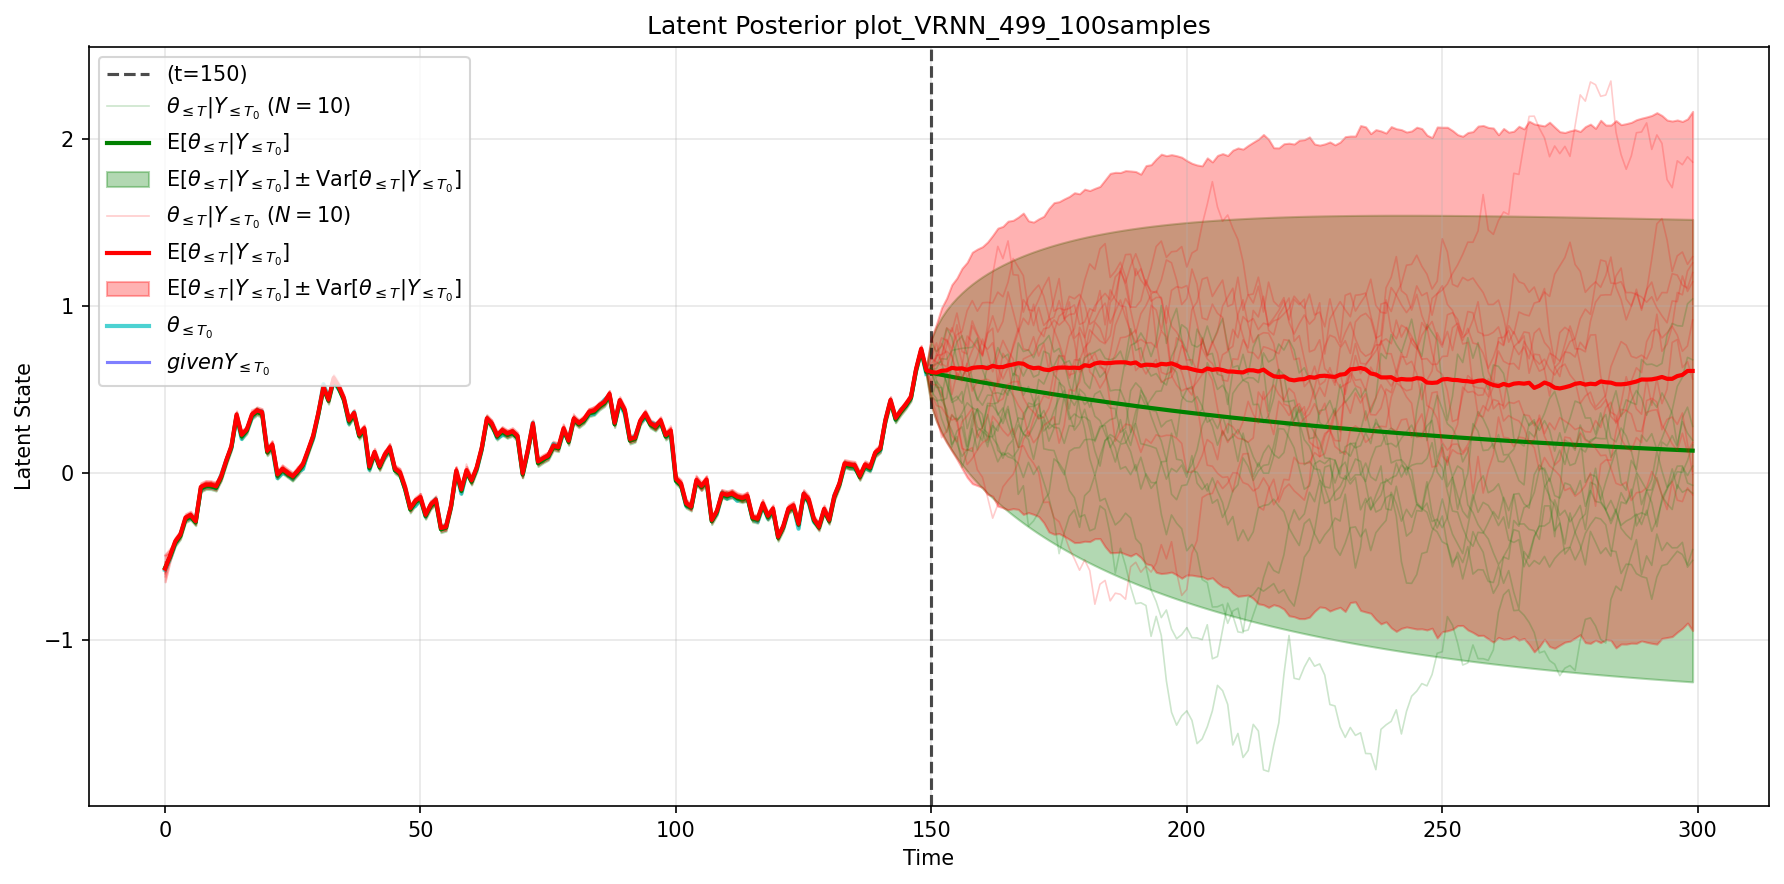 Latent Posterior plot_VRNN_499_100samples
(t=150)
θ≤T|Y≤T₀ (N = 10)
E[θ≤T|Y≤T₀]
E[θ≤T|Y≤T₀] ± Var[θ≤T|Y≤T₀]
θ≤T|Y≤T₀ (N = 10)
E[θ≤T|Y≤T₀]
E[θ≤T|Y≤T₀] ± Var[θ≤T|Y≤T₀]
θ≤T₀
givenY≤T₀
Latent State
2
1
0
−1
0 50 100 150 200 250 300
Time